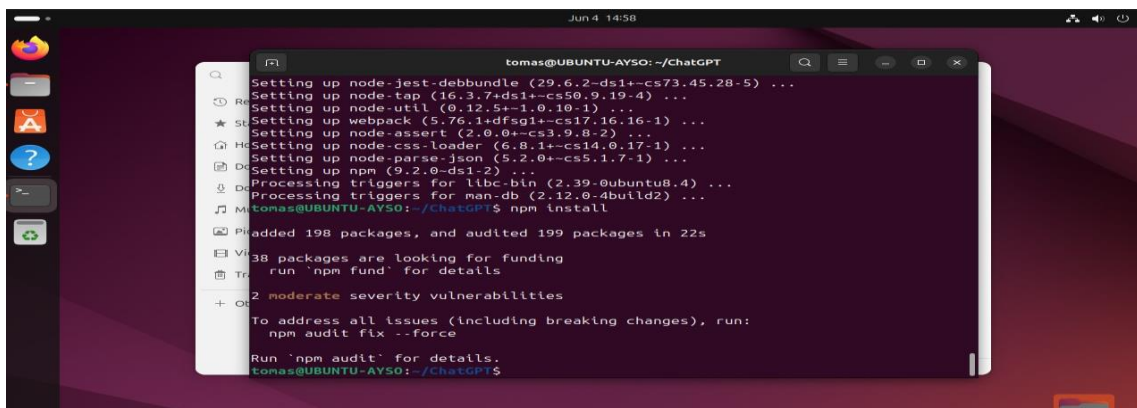 Jun 4 14:58
tomas@UBUNTU-AYSO: ~/ChatGPT
Setting up node-jest-debbundle (29.6.2~ds1+~cs73.45.28-5) ...
Setting up node-tap (16.3.7+ds1+~cs50.9.19-4) ...
Setting up node-util (0.12.5+~1.0.10-1) ...
Setting up webpack (5.76.1+dfsg1+~cs17.16.16-1) ...
Setting up node-assert (2.0.0+~cs3.9.8-2) ...
Setting up node-css-loader (6.8.1+~cs14.0.17-1) ...
Setting up node-parse-json (5.2.0+~cs5.1.7-1) ...
Setting up npm (9.2.0~ds1-2) ...
Processing triggers for libc-bin (2.39-0ubuntu8.4) ...
Processing triggers for man-db (2.12.0-4build2) ...
tomas@UBUNTU-AYSO:~/ChatGPT$ npm install
added 198 packages, and audited 199 packages in 22s
38 packages are looking for funding
run `npm fund` for details
2 moderate severity vulnerabilities
To address all issues (including breaking changes), run:
npm audit fix --force
Run `npm audit` for details.
tomas@UBUNTU-AYSO:~/ChatGPT$